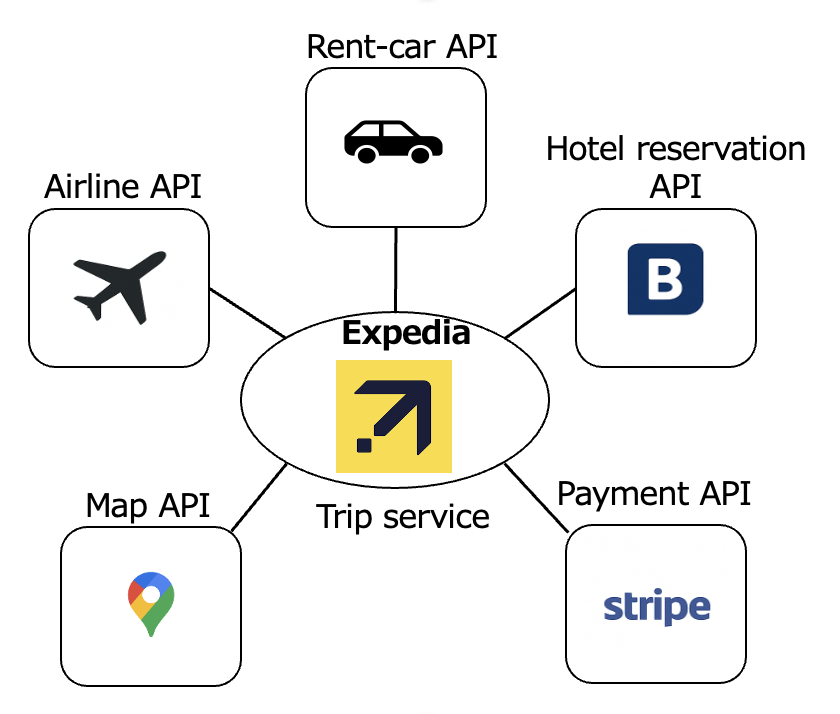 Rent-car API
Hotel reservation
API
Airline API
B
Expedia
Trip service
Map API
Payment API
stripe